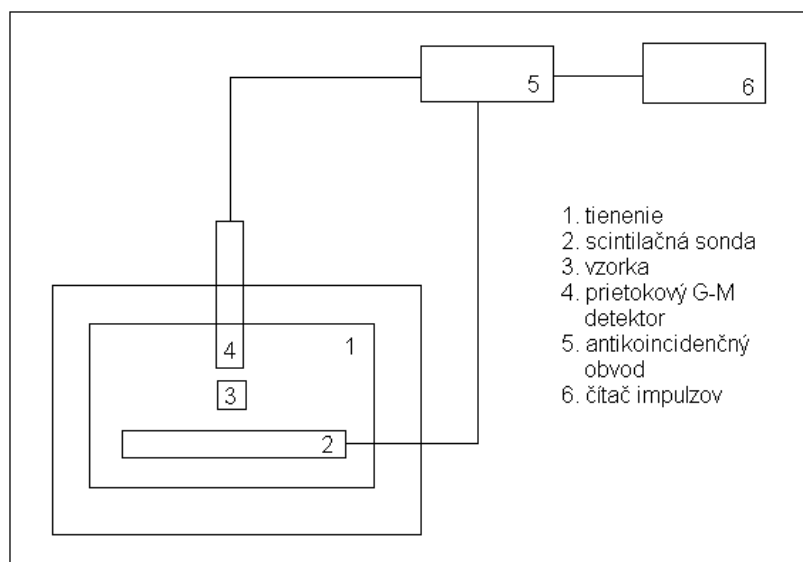 5
6
1. tienenie
2. scintilačná sonda
3. vzorka
4. prietokový G-M
detektor
5. antikoincidenčný
obvod
6. čítač impulzov
4
1
3
2